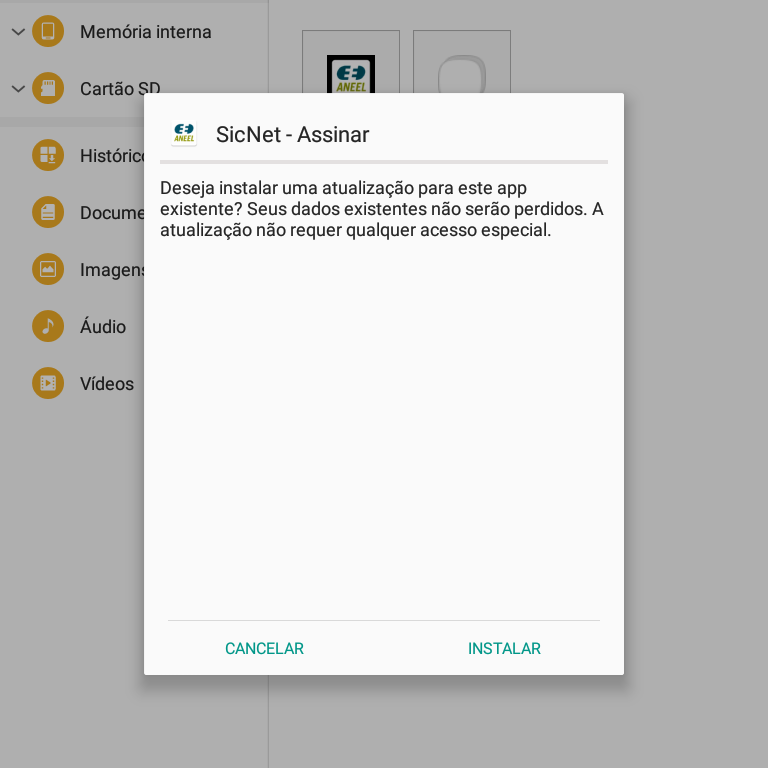 Memória interna
Cartão SD
ANEEL
ANEEL
SicNet - Assinar
Histórico
Docume
Imagens
Áudio
Vídeos
Deseja instalar uma atualização para este app
existente? Seus dados existentes não serão perdidos. A
atualização não requer qualquer acesso especial.
CANCELAR
INSTALAR